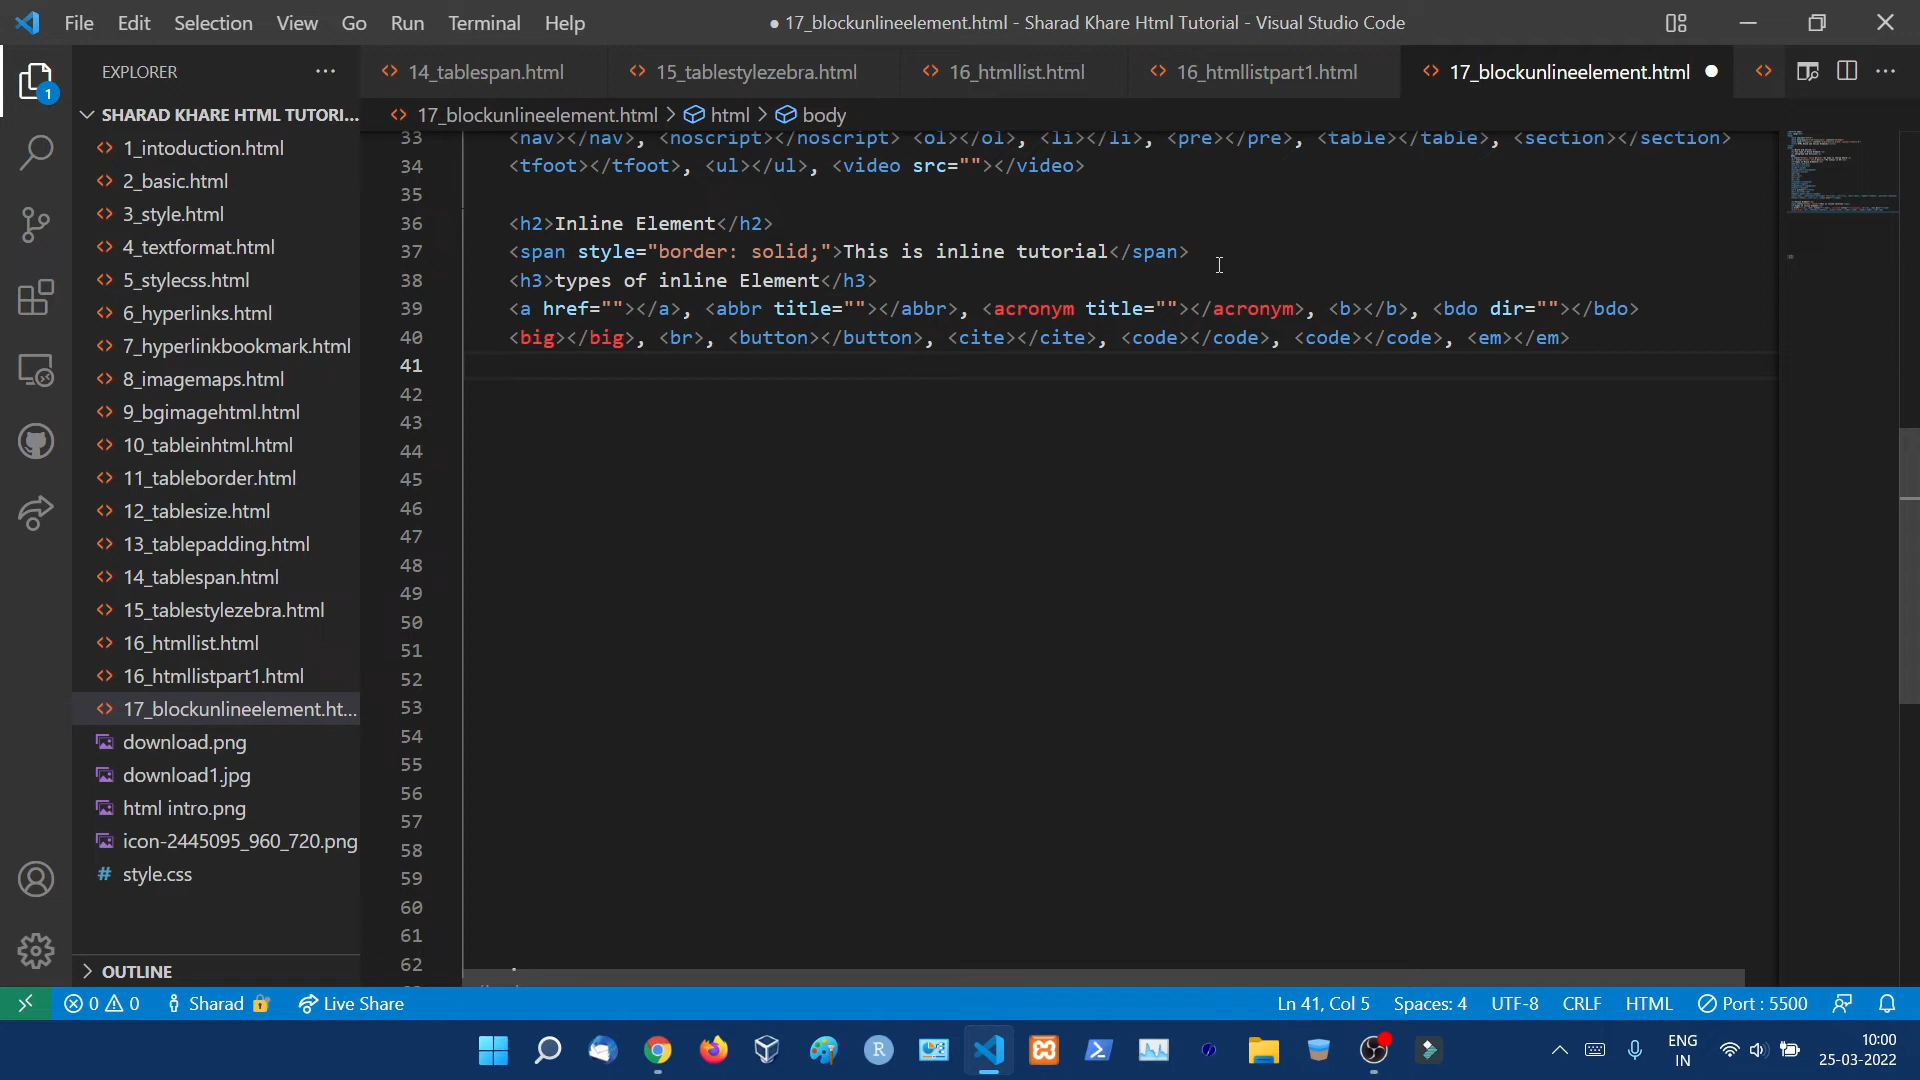 File Edit Selection View Go Run Terminal Help
● 17_blockunlineelement.html - Sharad Khare Html Tutorial - Visual Studio Code
EXPLORER
14_tablespan.html
15_tablestylezebra.html
16_htmllist.html
16_htmllistpart1.html
17_blockunlineelement.html
1
SHARAD KHARE HTML TUTORI...
17_blockunlineelement.html > html > body
1_intoduction.html
2_basic.html
3_style.html
4_textformat.html
5_stylecss.html
6_hyperlinks.html
7_hyperlinkbookmark.html
8_imagemaps.html
9_bgimagehtml.html
10_tableinhtml.html
11_tableborder.html
12_tablesize.html
13_tablepadding.html
14_tablespan.html
15_tablestylezebra.html
16_htmllist.html
16_htmllistpart1.html
17_blockunlineelement.ht...
download.png
download1.jpg
html intro.png
icon-2445095_960_720.png
# style.css
OUTLINE
33 <nav></nav>, <noscript></noscript> <ol></ol>, <li></li>, <pre></pre>, <table></table>, <section></section>
34 <tfoot></tfoot>, <ul></ul>, <video src=""></video>
35
36 <h2>Inline Element</h2>
37 <span style="border: solid;">This is inline tutorial</span>
38 <h3>types of inline Element</h3>
39 <a href=""></a>, <abbr title=""></abbr>, <acronym title=""></acronym>, <b></b>, <bdo dir=""></bdo>
40 <big></big>, <br>, <button></button>, <cite></cite>, <code></code>, <code></code>, <em></em>
41
42
43
44
45
46
47
48
49
50
51
52
53
54
55
56
57
58
59
60
61
62
0 0 Sharad Live Share Ln 41, Col 5 Spaces: 4 UTF-8 CRLF HTML Port : 5500
R
ENG
IN
10:00
25-03-2022